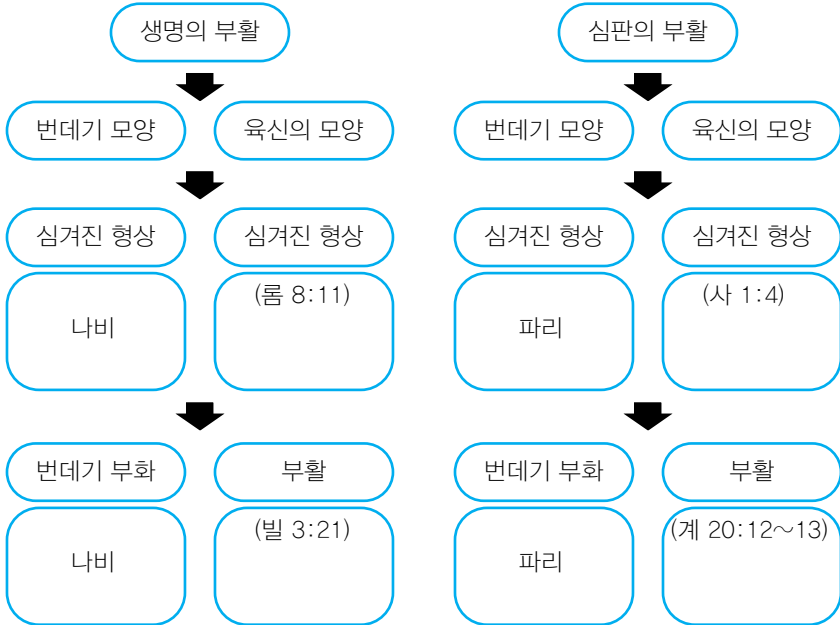 생명의 부활
번데기 모양
육신의 모양
심겨진 형상
심겨진 형상
나비
(롬 8:11)
번데기 부화
부활
나비
(빌 3:21)
심판의 부활
번데기 모양
육신의 모양
심겨진 형상
심겨진 형상
파리
(사 1:4)
번데기 부화
부활
파리
(계 20:12～13)